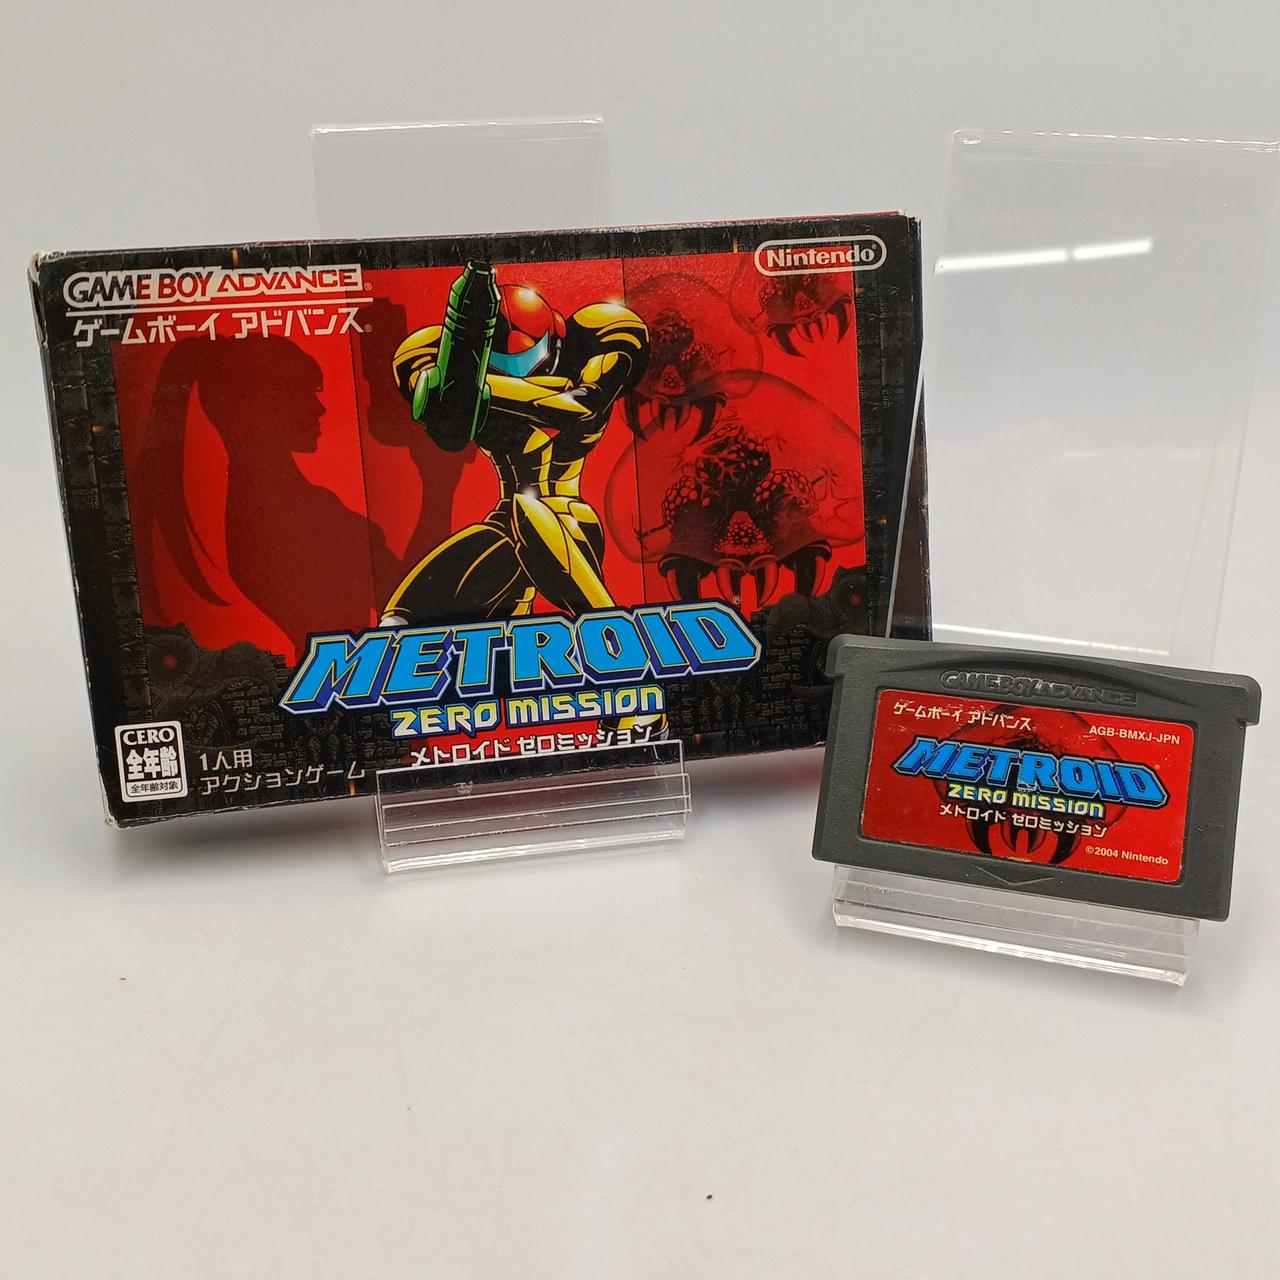 GAME BOY ADVANCE®
ゲームボーイ アドバンス®
Nintendo®
METROID®
ZERO MISSION
メトロイド ゼロミッション
CERO
全年齢
全年齢対象
1人用
アクションゲーム
GAME BOY ADVANCE
ゲームボーイ アドバンス
AGB-BMXJ-JPN
METROID®
ZERO MISSION
メトロイド ゼロミッション
©2004 Nintendo